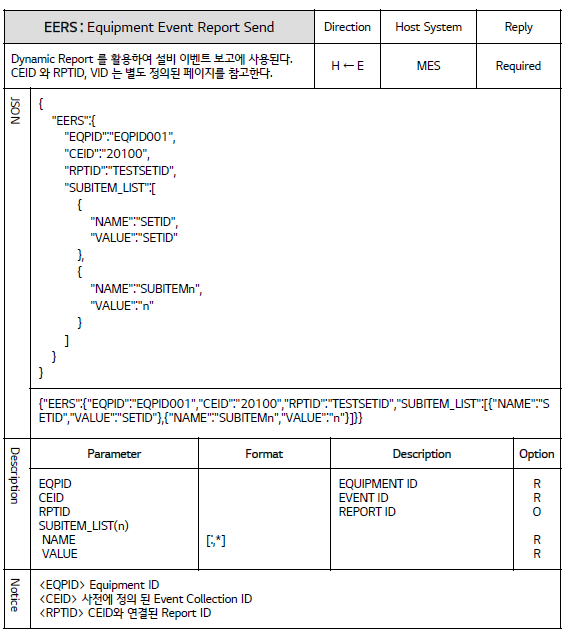 EERS : Equipment Event Report Send
Direction
Host System
Reply
Dynamic Report 를 활용하여 설비 이벤트 보고에 사용된다.
CEID 와 RPTID, VID 는 별도 정의된 페이지를 참고한다.
H ← E
MES
Required
JSON
{
"EERS":{
"EQPID":"EQPID001",
"CEID":"20100",
"RPTID":"TESTSETID",
"SUBITEM_LIST":[
{
"NAME":"SETID",
"VALUE":"SETID"
},
{
"NAME":"SUBITEMn",
"VALUE":"n"
}
]
}
}
{"EERS":{"EQPID":"EQPID001","CEID":"20100","RPTID":"TESTSETID","SUBITEM_LIST":[{"NAME":"S
ETID","VALUE":"SETID"},{"NAME":"SUBITEMn","VALUE":"n"}]}}
Description
Parameter
Format
Description
Option
EQPID
EQUIPMENT ID
R
CEID
EVENT ID
R
RPTID
REPORT ID
O
SUBITEM_LIST(n)
NAME
[:,*]
R
VALUE
R
Notice
<EQPID> Equipment ID
<CEID> 사전에 정의 된 Event Collection ID
<RPTID> CEID와 연결된 Report ID